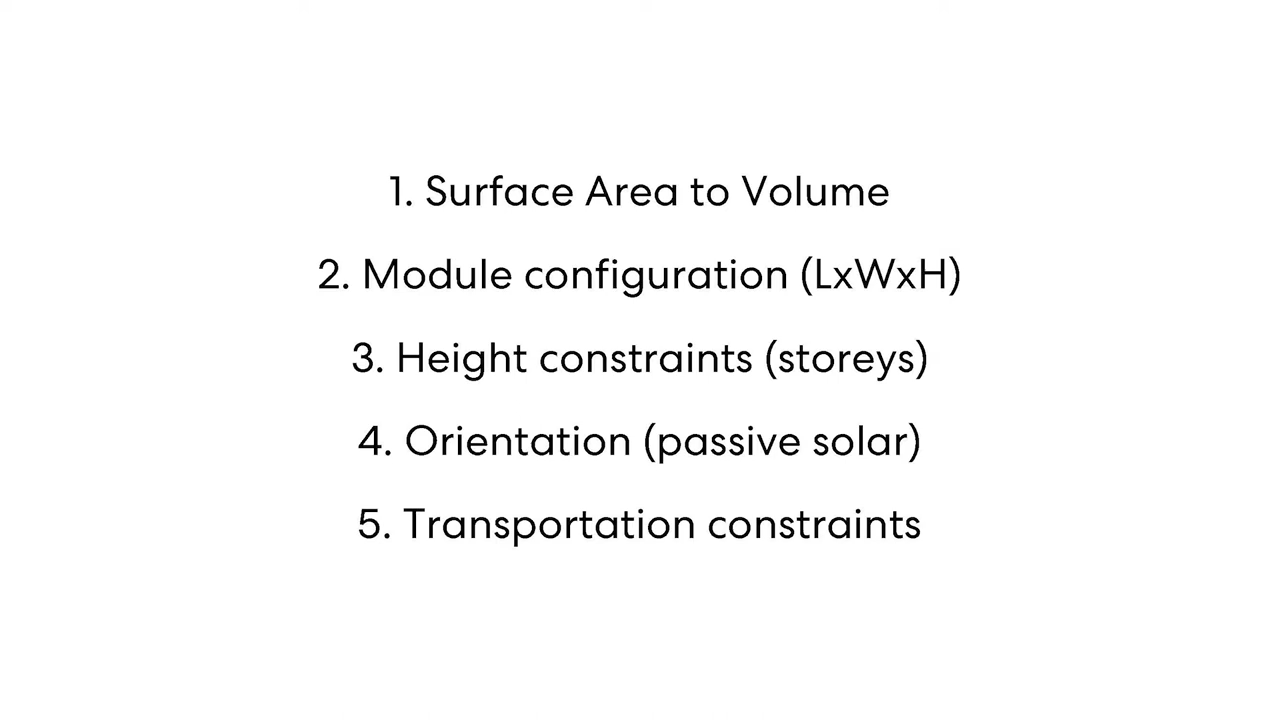 1. Surface Area to Volume
2. Module configuration (LxWxH)
3. Height constraints (storeys)
4. Orientation (passive solar)
5. Transportation constraints